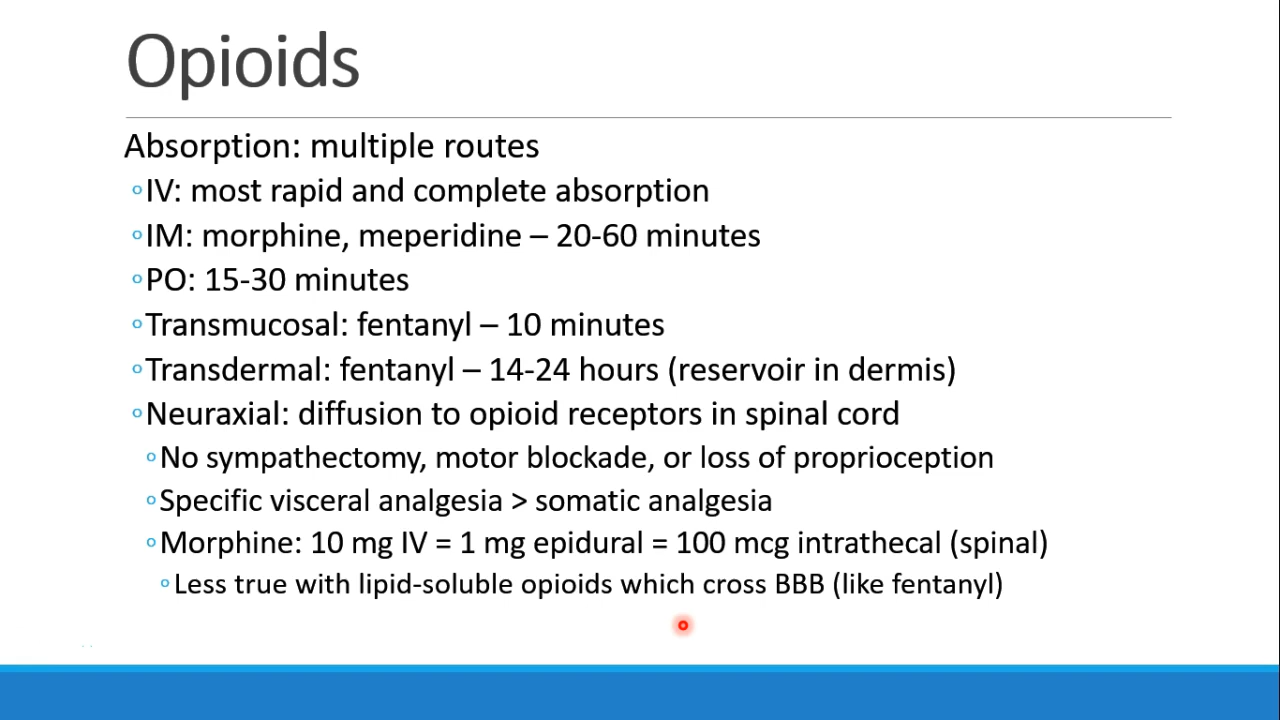 Opioids
Absorption: multiple routes
◦IV: most rapid and complete absorption
◦IM: morphine, meperidine – 20-60 minutes
◦PO: 15-30 minutes
◦Transmucosal: fentanyl – 10 minutes
◦Transdermal: fentanyl – 14-24 hours (reservoir in dermis)
◦Neuraxial: diffusion to opioid receptors in spinal cord
◦No sympathectomy, motor blockade, or loss of proprioception
◦Specific visceral analgesia > somatic analgesia
◦Morphine: 10 mg IV = 1 mg epidural = 100 mcg intrathecal (spinal)
◦Less true with lipid-soluble opioids which cross BBB (like fentanyl)